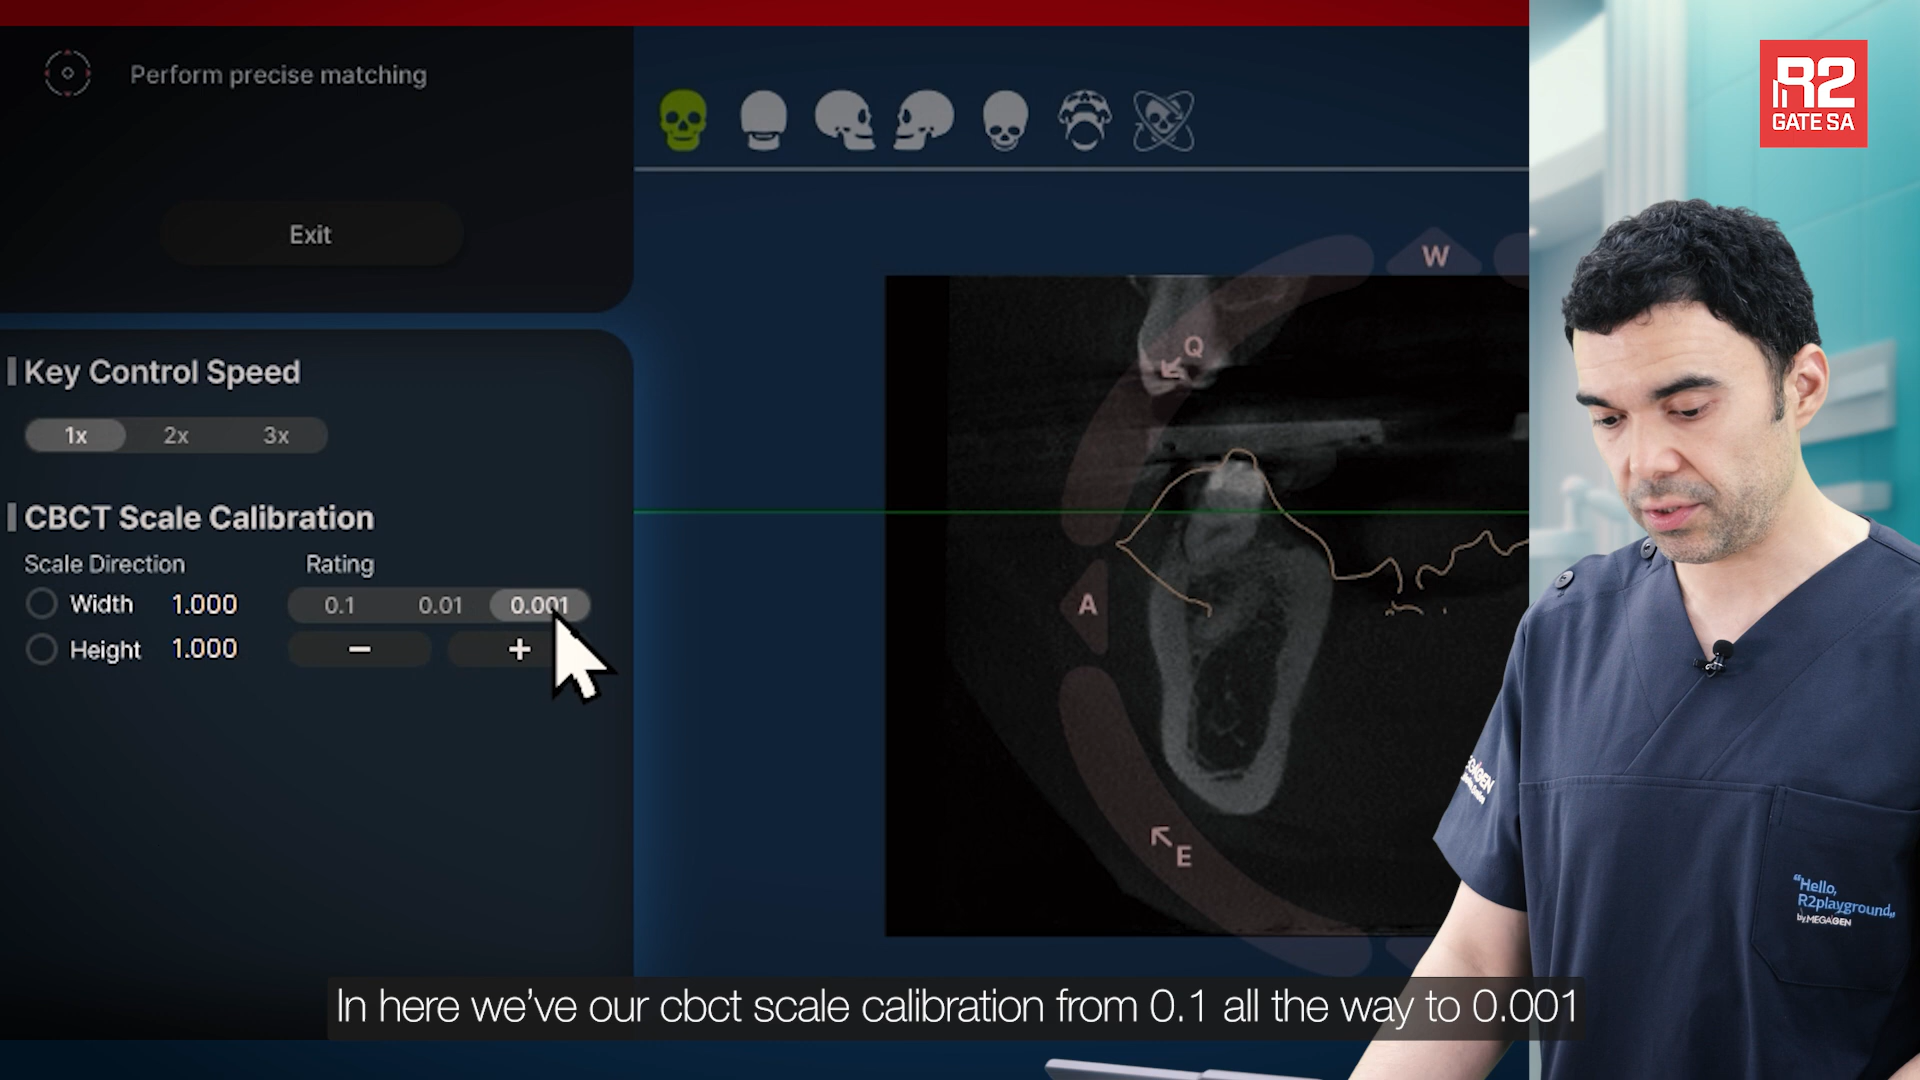 Perform precise matching
Exit
Key Control Speed
1x 2x 3x
CBCT Scale Calibration
Scale Direction Rating
Width 1.000 0.1 0.01 0.001
Height 1.000 − +
W
Q
A
E
R2
GATE SA
"Hello,
R2playground„
by MEGA'GEN
In here we've our cbct scale calibration from 0.1 all the way to 0.001